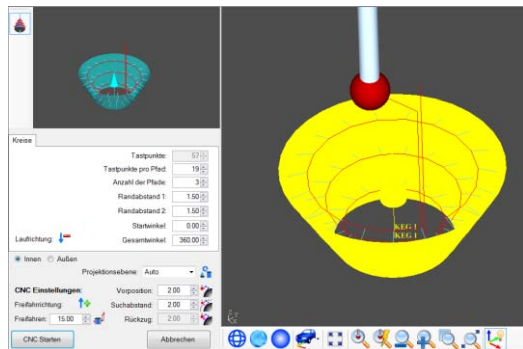 Kreise
Tastpunkte: 57
Tastpunkte pro Pfad: 19
Anzahl der Pfade: 3
Randabstand 1: 1.50
Randabstand 2: 1.50
Startwinkel: 0.00
Laufrichtung: Gesamtwinkel: 360.00
Innen Außen
Projektionsebene: Auto
CNC Einstellungen: Vorposition: 2.00
Freifahrrichtung: Suchabstand: 2.00
Freifahren: 15.00 Rückzug: 2.00
CNC Starten Abbrechen
KEG 1
KEG 1